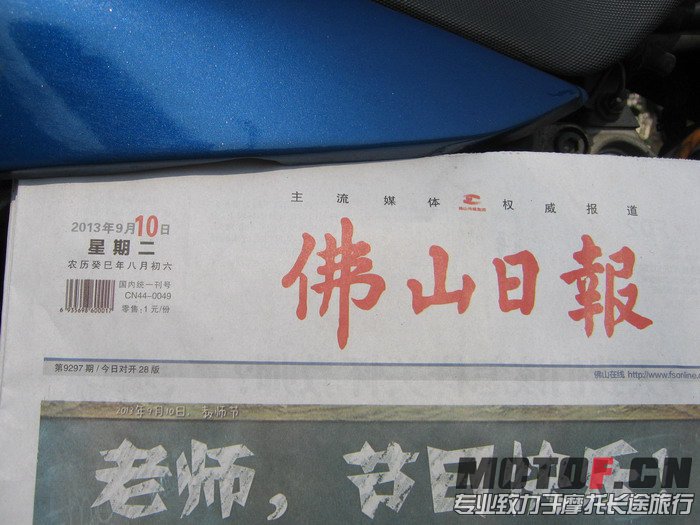 主流媒体 权威报道
2013年9月10日
星期二
农历癸巳年八月初六
国内统一刊号
CN44-0049
零售:1元/份
6 935698 600017
佛山日報
第9297期/今日对开28版
佛山在线 http://www.fsonline.
2013年9月10日、教师节
老师,节日快乐!
MOTOF.CN
专业致力于摩托长途旅行